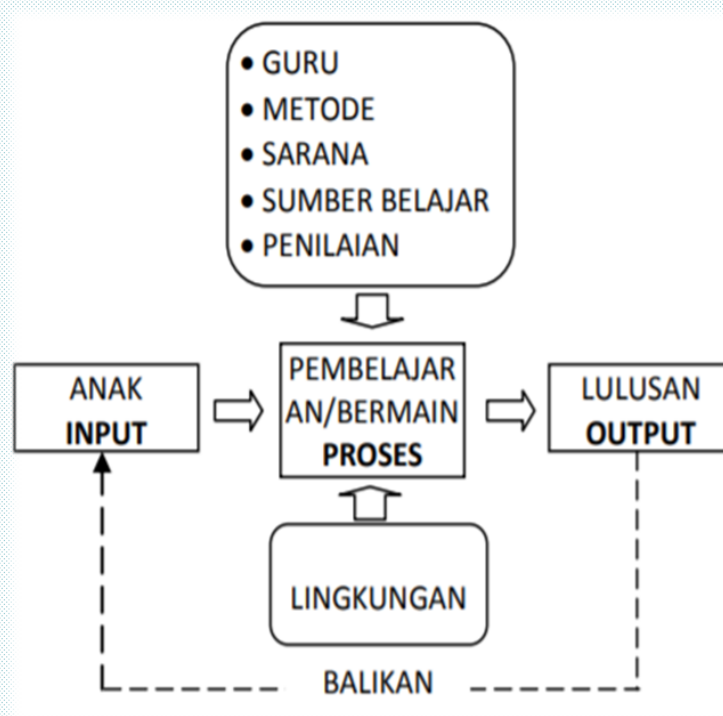 • GURU
• METODE
• SARANA
• SUMBER BELAJAR
• PENILAIAN
ANAK
INPUT
PEMBELAJAR
AN/BERMAIN
PROSES
LULUSAN
OUTPUT
LINGKUNGAN
BALIKAN